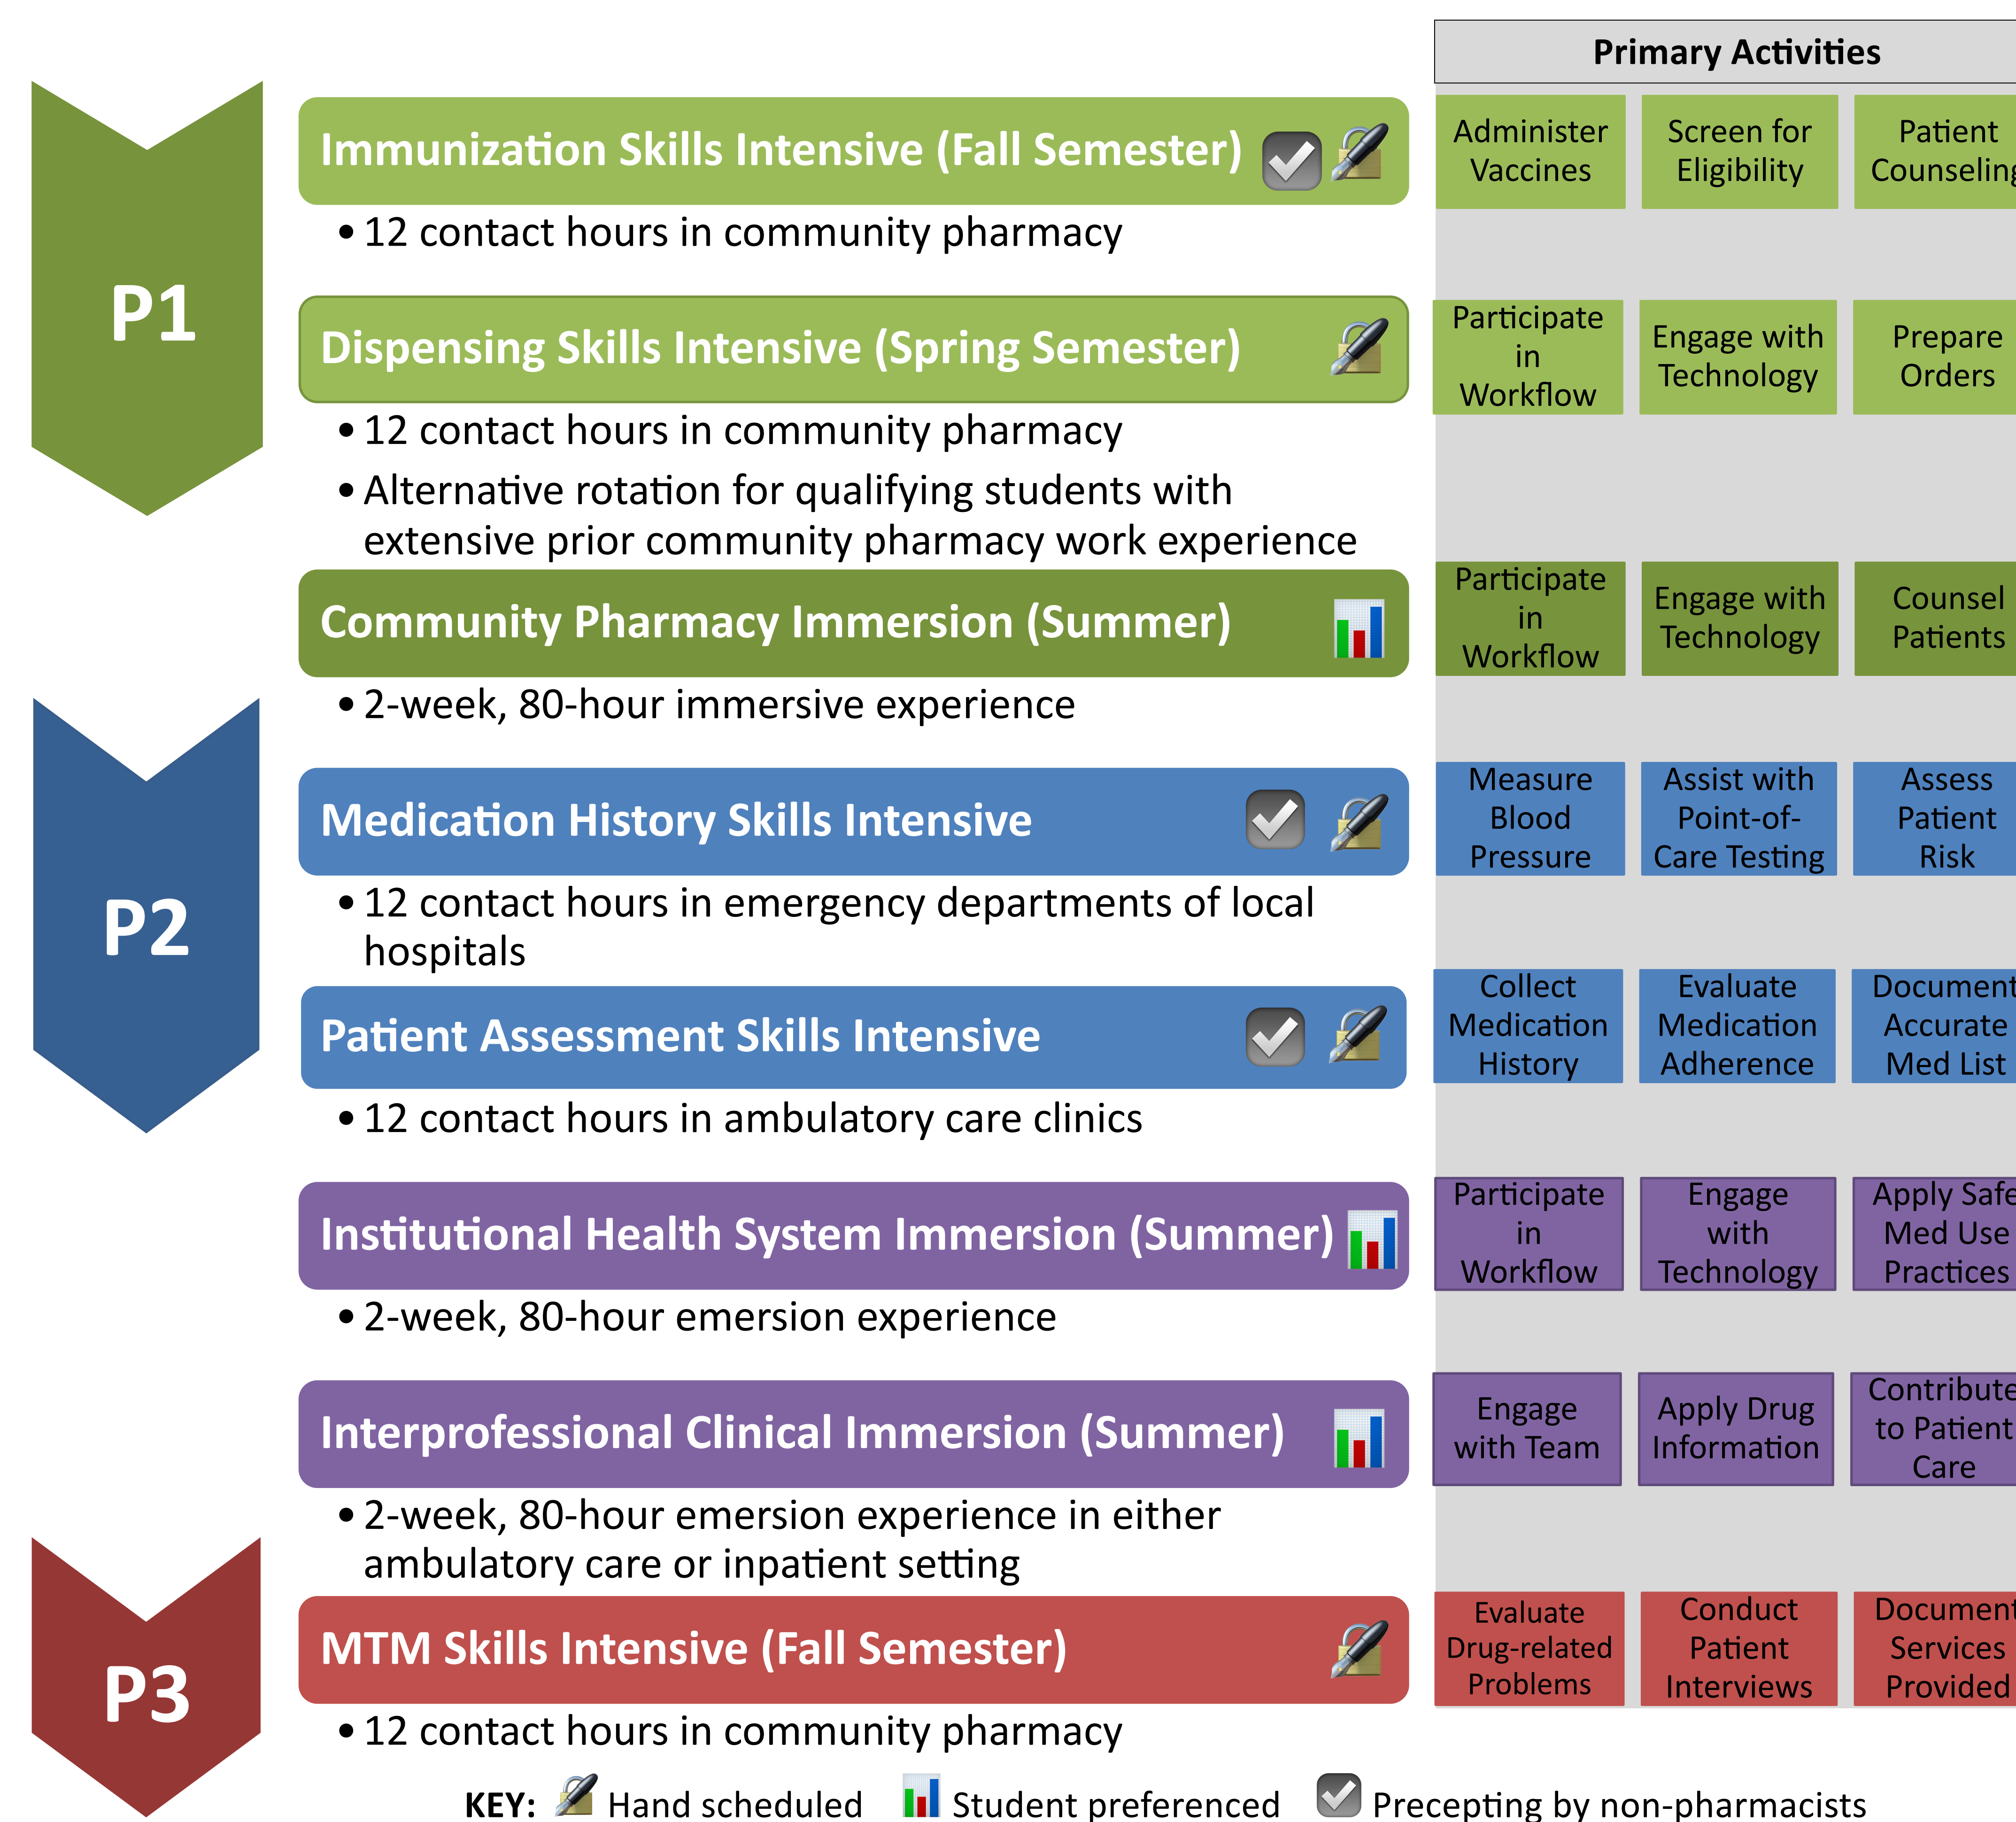 Primary Activities
P1
Immunization Skills Intensive (Fall Semester)
• 12 contact hours in community pharmacy
Administer
Vaccines
Screen for
Eligibility
Patient
Counseling
Dispensing Skills Intensive (Spring Semester)
• 12 contact hours in community pharmacy
• Alternative rotation for qualifying students with
extensive prior community pharmacy work experience
Participate
in
Workflow
Engage with
Technology
Prepare
Orders
Community Pharmacy Immersion (Summer)
• 2-week, 80-hour immersive experience
Participate
in
Workflow
Engage with
Technology
Counsel
Patients
P2
Medication History Skills Intensive
• 12 contact hours in emergency departments of local
hospitals
Measure
Blood
Pressure
Assist with
Point-of-
Care Testing
Assess
Patient
Risk
Patient Assessment Skills Intensive
• 12 contact hours in ambulatory care clinics
Collect
Medication
History
Evaluate
Medication
Adherence
Document
Accurate
Med List
Institutional Health System Immersion (Summer)
• 2-week, 80-hour emersion experience
Participate
in
Workflow
Engage
with
Technology
Apply Safe
Med Use
Practices
Interprofessional Clinical Immersion (Summer)
• 2-week, 80-hour emersion experience in either
ambulatory care or inpatient setting
Engage
with Team
Apply Drug
Information
Contribute
to Patient
Care
P3
MTM Skills Intensive (Fall Semester)
• 12 contact hours in community pharmacy
Evaluate
Drug-related
Problems
Conduct
Patient
Interviews
Document
Services
Provided
KEY: Hand scheduled Student preferenced Precepting by non-pharmacists